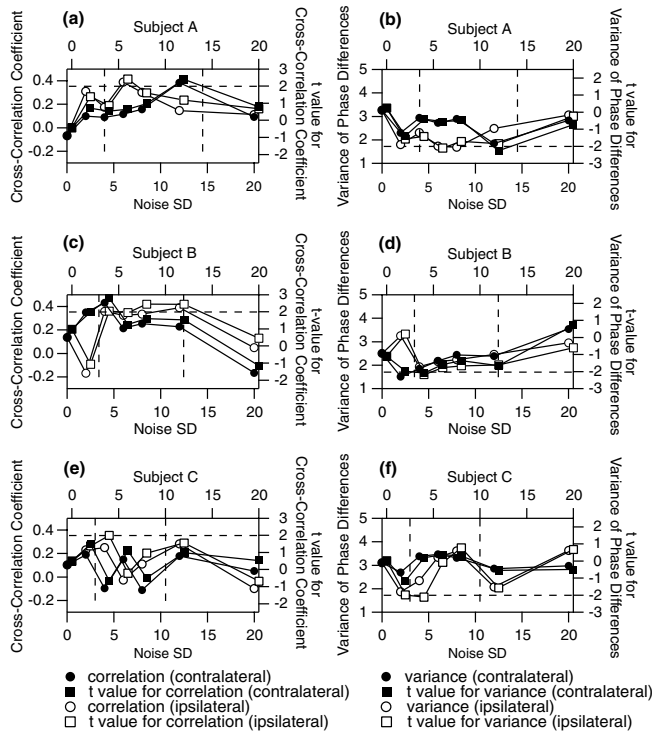 (a) Subject A
0 5 10 15 20
Cross-Correlation Coefficient
0.4
0.2
0.0
-0.2
3
2
1
0
-1
-2
t value for
Cross-Correlation Coefficient
0 5 10 15 20
Noise SD
(b) Subject A
0 5 10 15 20
Variance of Phase Differences
5
4
3
2
1
2
1
0
-1
-2
-3
t value for
Variance of Phase Differences
0 5 10 15 20
Noise SD
(c) Subject B
0 5 10 15 20
Cross-Correlation Coefficient
0.4
0.2
0.0
-0.2
3
2
1
0
-1
-2
t-value for
Cross-Correlation Coefficient
0 5 10 15 20
Noise SD
(d) Subject B
0 5 10 15 20
Variance of Phase Differences
5
4
3
2
1
2
1
0
-1
-2
-3
t-value for
Variance of Phase Differences
0 5 10 15 20
Noise SD
(e) Subject C
0 5 10 15 20
Cross-Correlation Coefficient
0.4
0.2
0.0
-0.2
3
2
1
0
-1
-2
t value for
Cross-Correlation Coefficient
0 5 10 15 20
Noise SD
(f) Subject C
0 5 10 15 20
Variance of Phase Differences
5
4
3
2
1
2
1
0
-1
-2
-3
t value for
Variance of Phase Differences
0 5 10 15 20
Noise SD
correlation (contralateral)
t value for correlation (contralateral)
correlation (ipsilateral)
t value for correlation (ipsilateral)
variance (contralateral)
t value for variance (contralateral)
variance (ipsilateral)
t value for variance (ipsilateral)